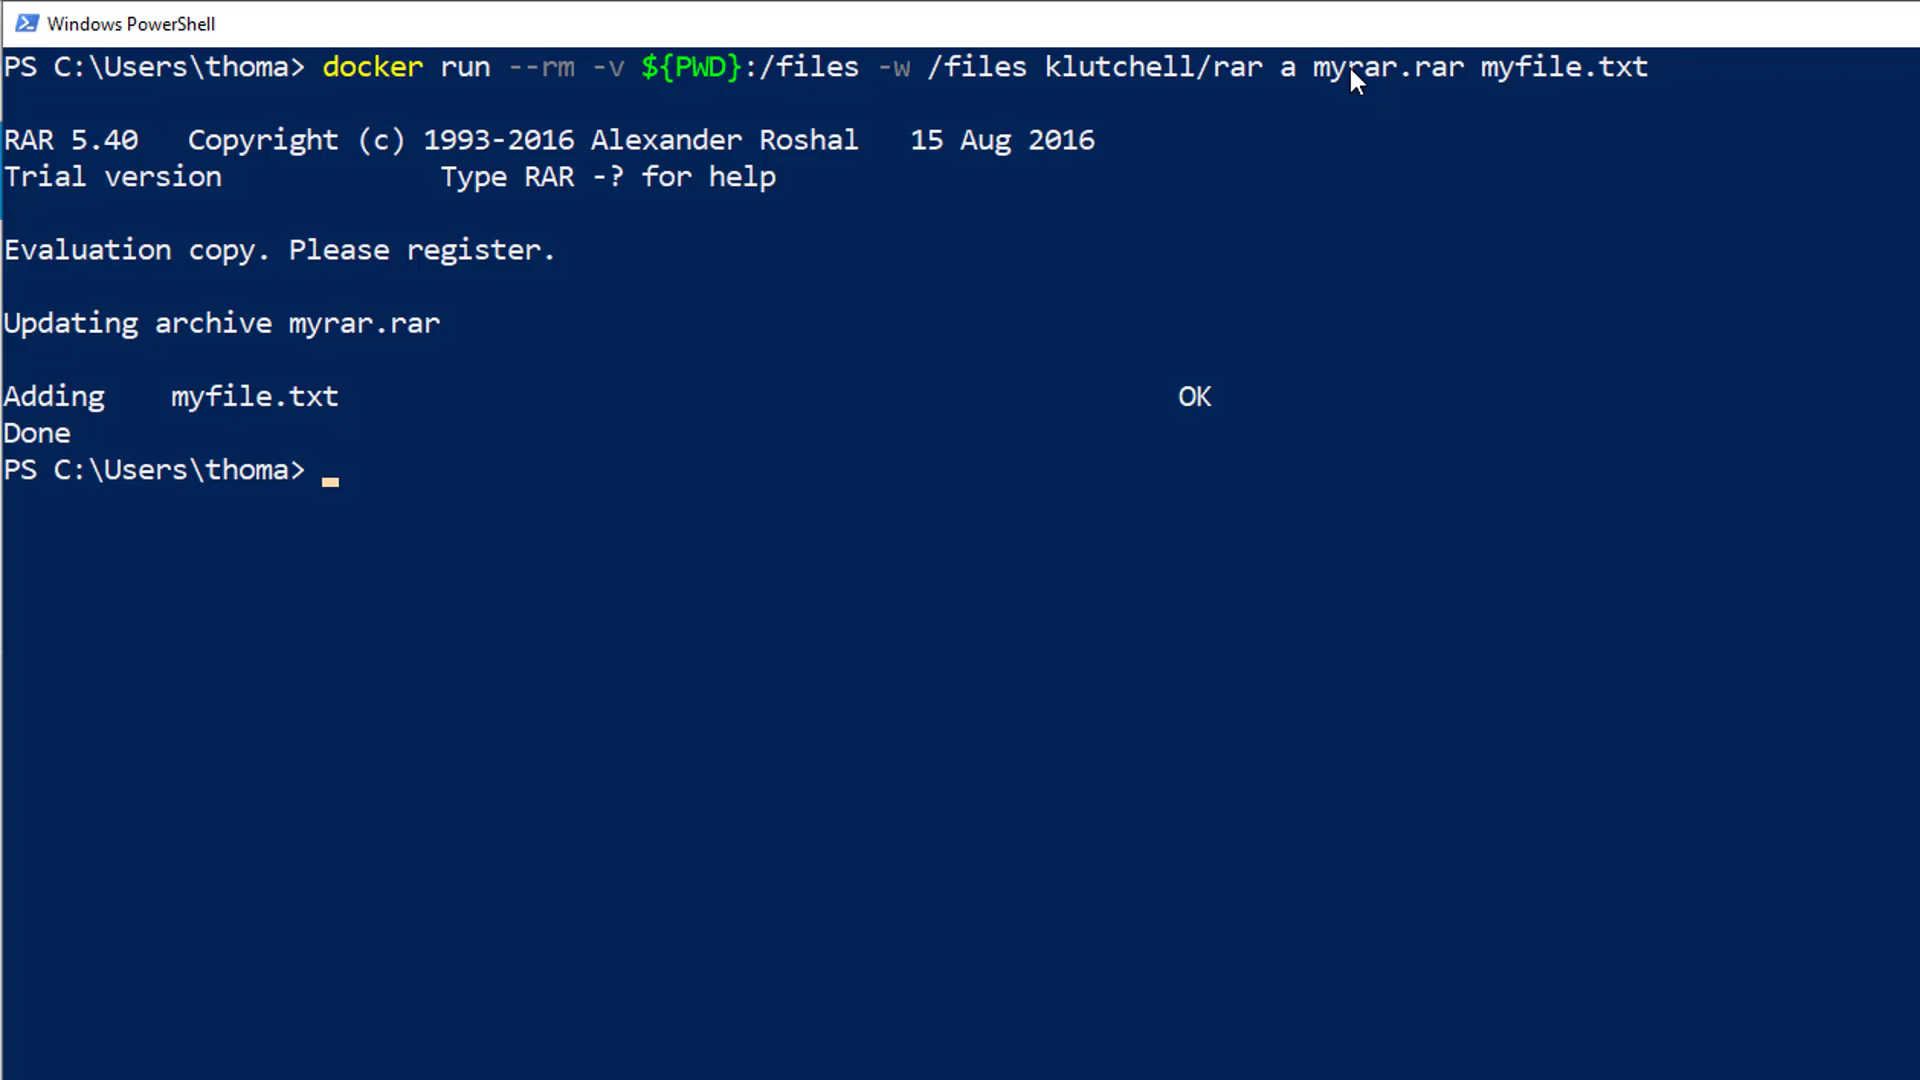 Windows PowerShell
PS C:\Users\thoma> docker run --rm -v ${PWD}:/files -w /files klutchell/rar a myrar.rar myfile.txt
RAR 5.40   Copyright (c) 1993-2016 Alexander Roshal   15 Aug 2016
Trial version             Type RAR -? for help
Evaluation copy. Please register.
Updating archive myrar.rar
Adding    myfile.txt                                                  OK
Done
PS C:\Users\thoma>